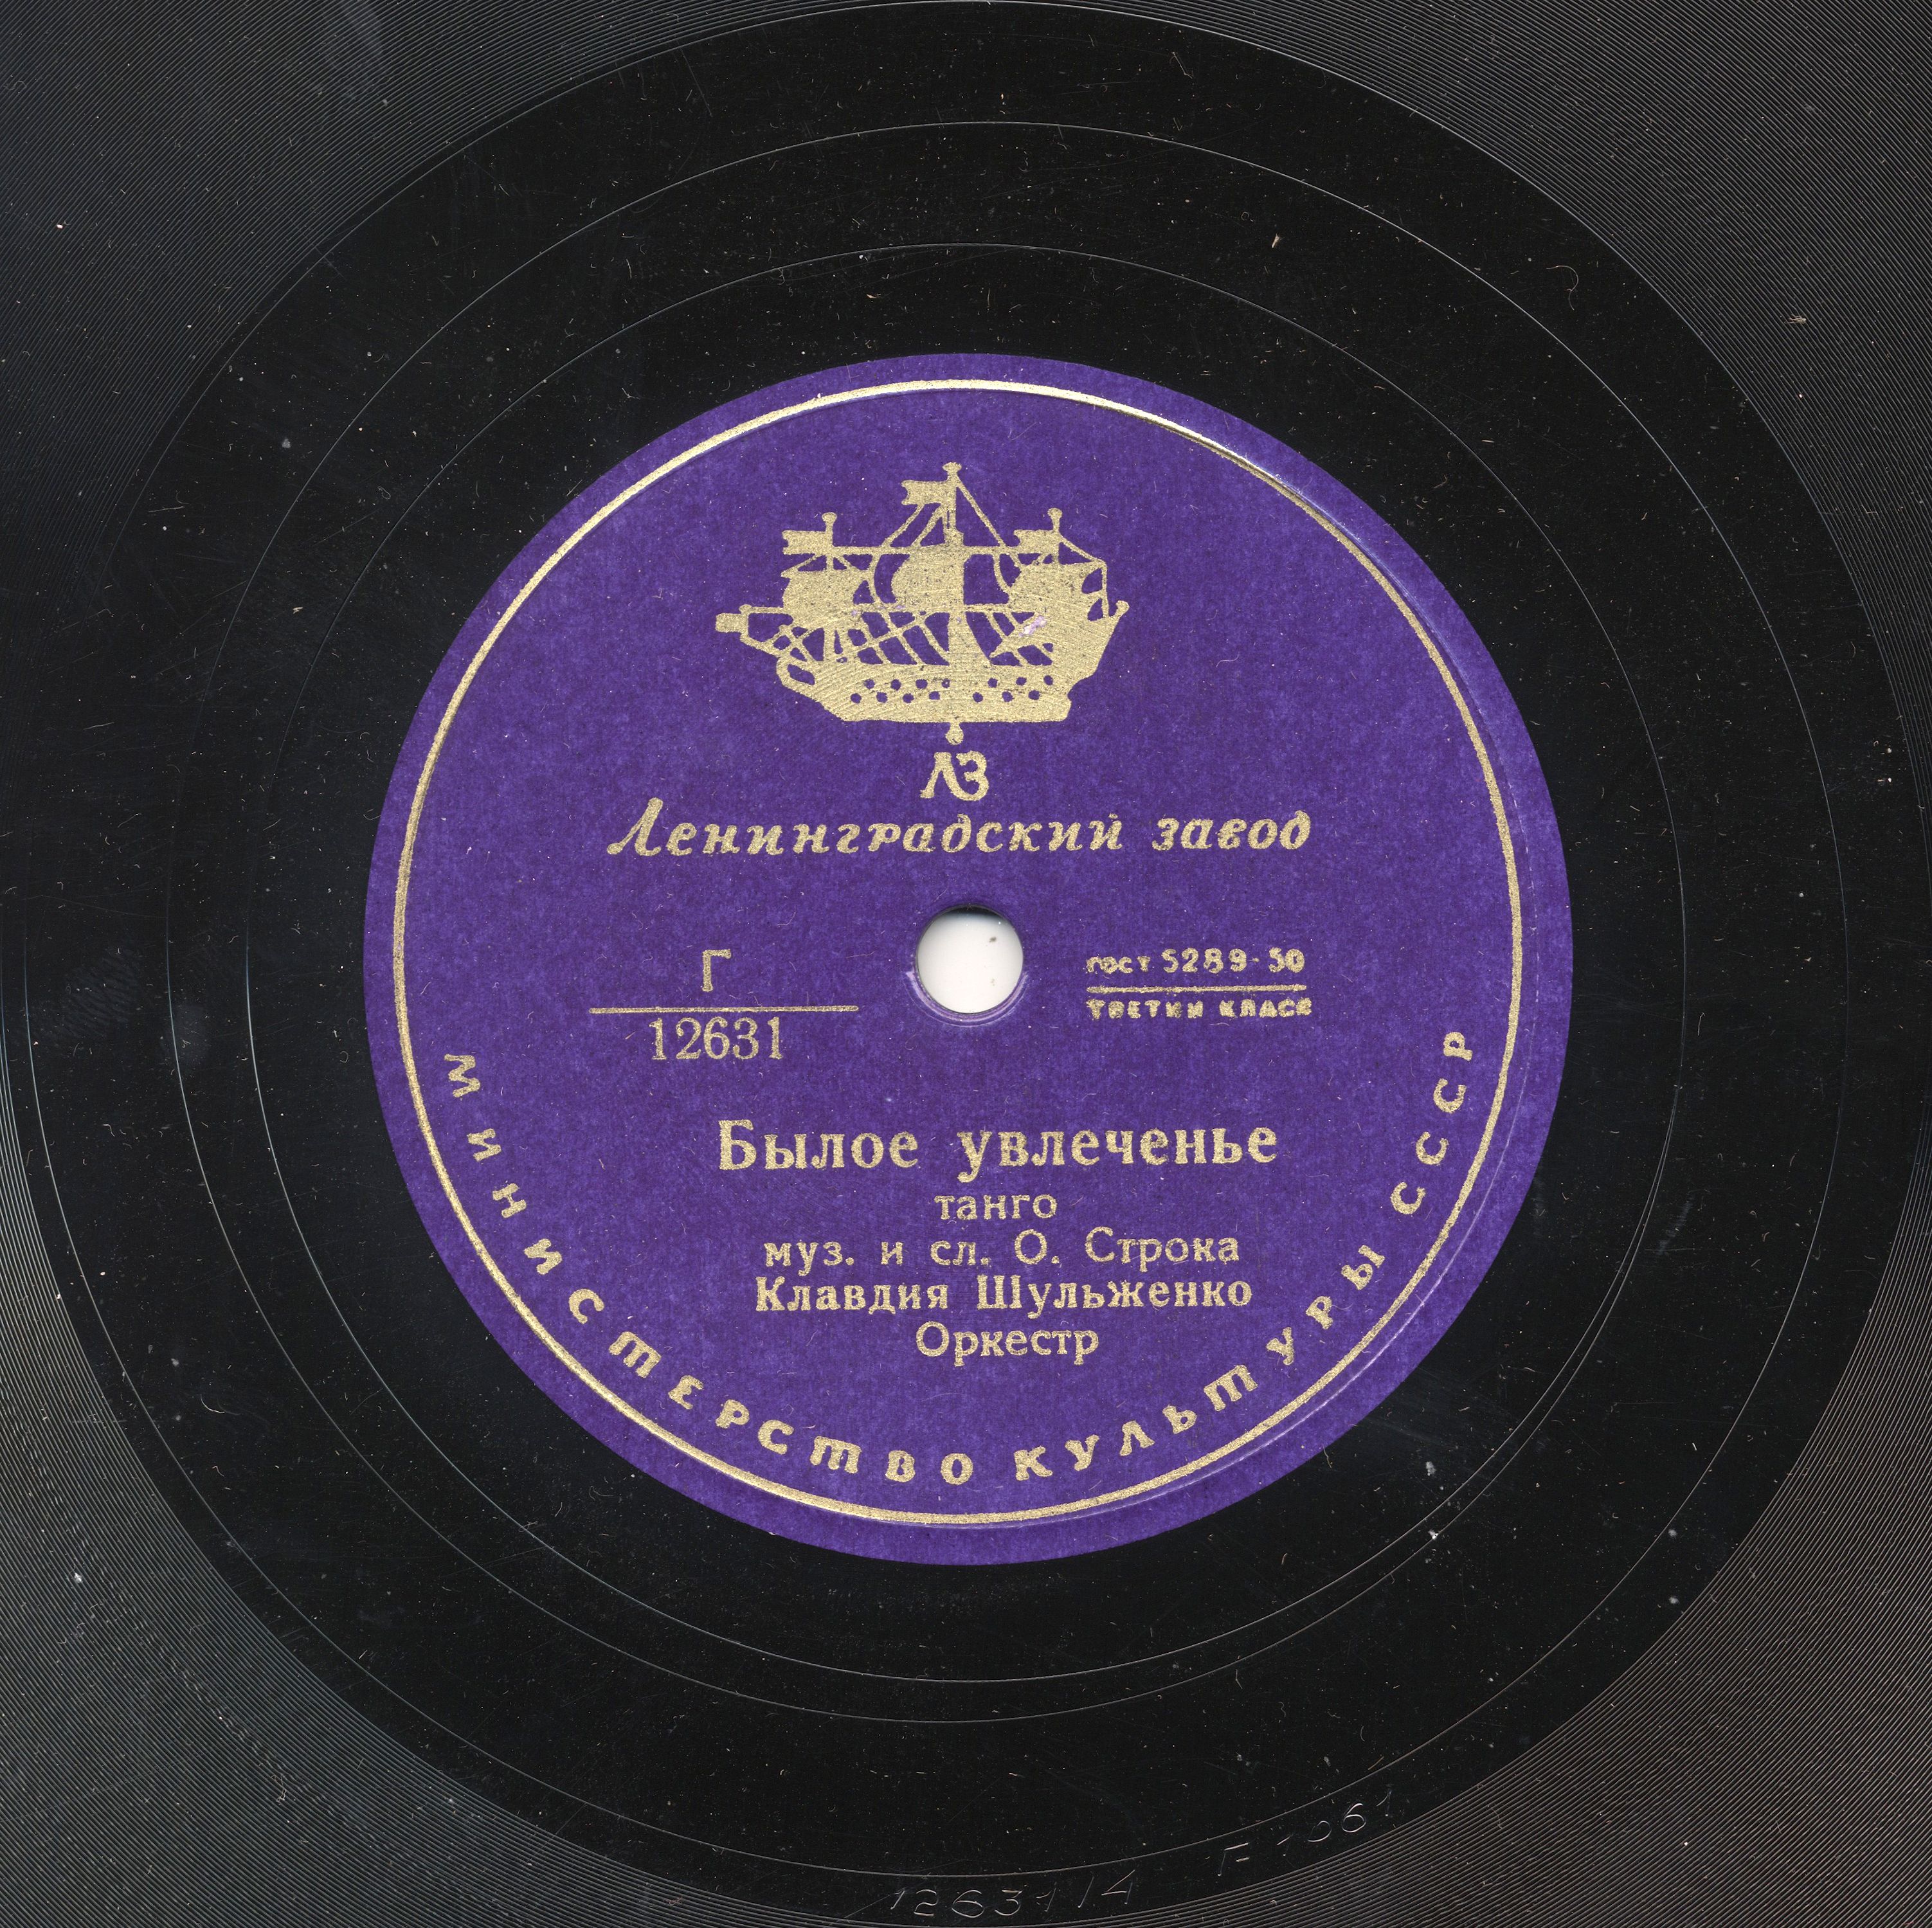 ЛЗ
Ленинградский завод
Г
12631
гост 5289-50
третий класс
Былое увлеченье
танго
муз. и сл. О. Строка
Клавдия Шульженко
Оркестр
МИНИСТЕРСТВО КУЛЬТУРЫ СССР
12631/4